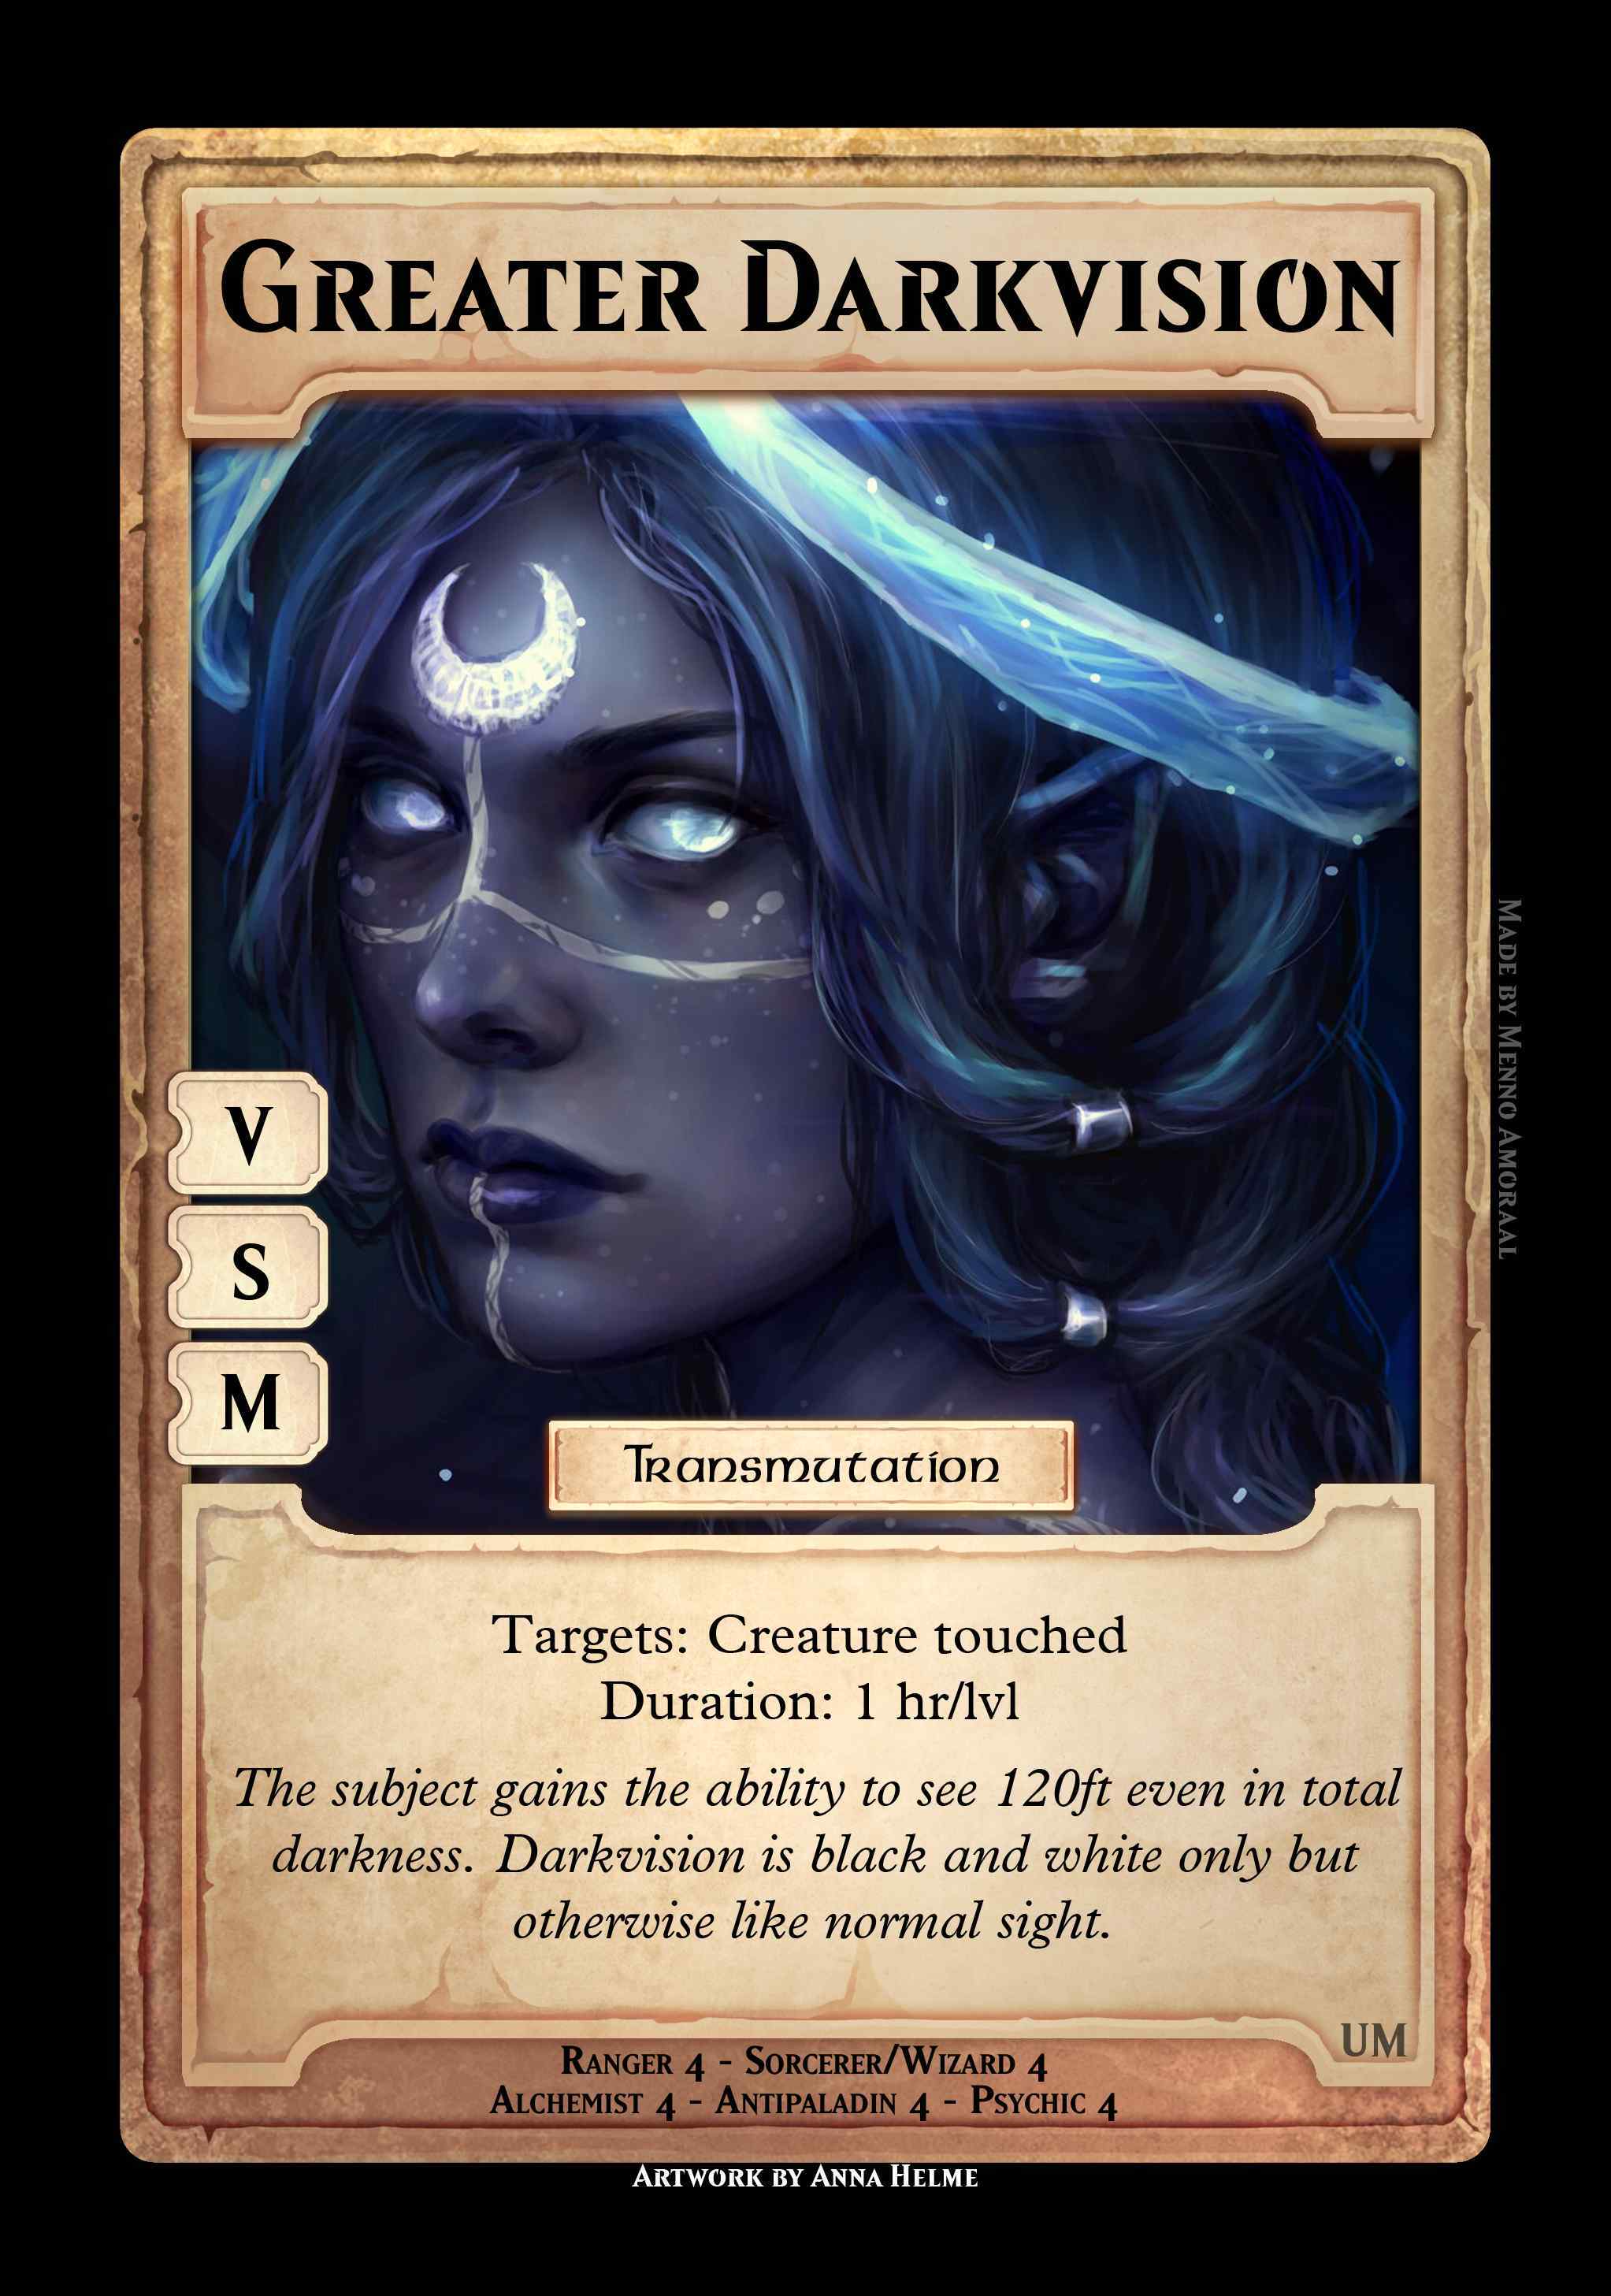 Greater Darkvision
V
S
M
Transmutation
Targets: Creature touched
Duration: 1 hr/lvl
The subject gains the ability to see 120ft even in total
darkness. Darkvision is black and white only but
otherwise like normal sight.
UM
Ranger 4 - Sorcerer/Wizard 4
Alchemist 4 - Antipaladin 4 - Psychic 4
Artwork by Anna Helme
Made by Menno Amoraal